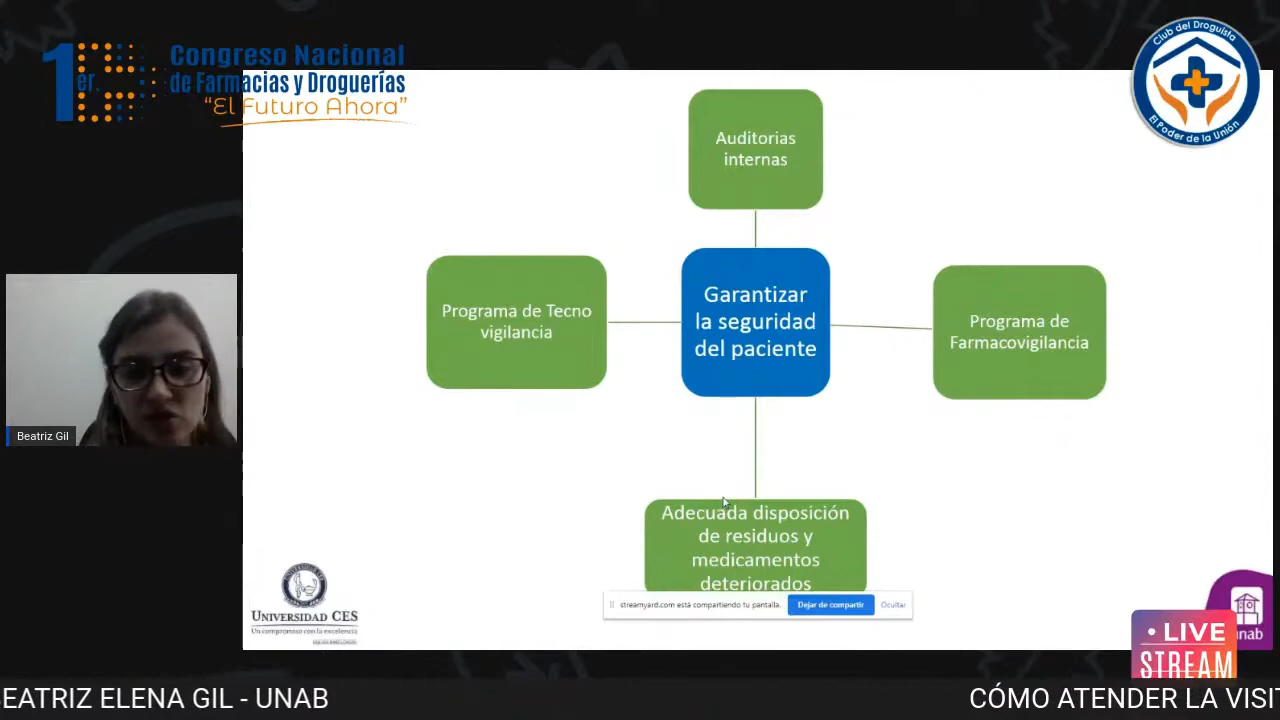 1er.
Congreso Nacional
de Farmacias y Droguerías
“El Futuro Ahora”
Club del Droguista
El Poder de la Unión
Auditorias
internas
Programa de Tecno
vigilancia
Garantizar
la seguridad
del paciente
Programa de
Farmacovigilancia
Beatriz Gil
Adecuada disposición
de residuos y
medicamentos
deteriorados
streamyard.com está compartiendo tu pantalla.
Dejar de compartir
Ocultar
UNIVERSIDAD CES
Un compromiso con la excelencia
unab
• LIVE
STREAM
BEATRIZ ELENA GIL - UNAB
CÓMO ATENDER LA VISIT